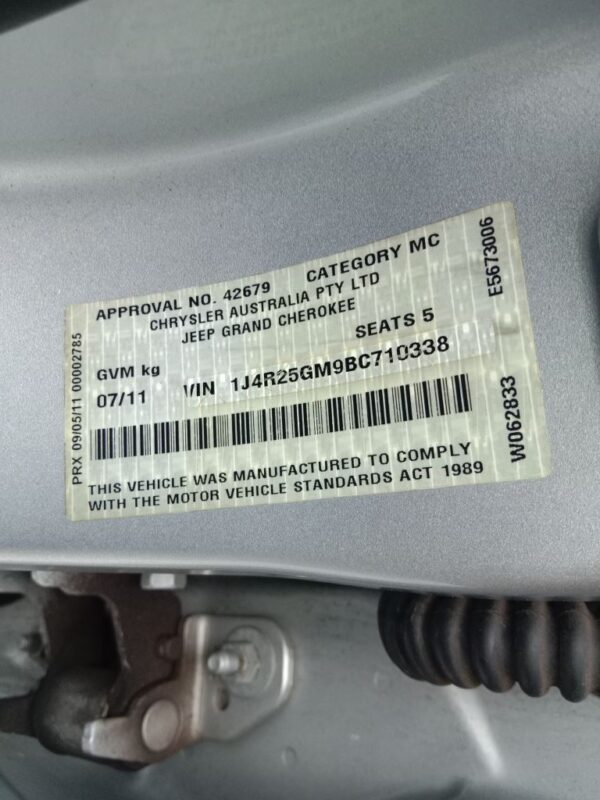 APPROVAL NO. 42679 CATEGORY MC
CHRYSLER AUSTRALIA PTY LTD
JEEP GRAND CHEROKEE
GVM kg SEATS 5
07/11 VIN 1J4R25GM9BC710338
THIS VEHICLE WAS MANUFACTURED TO COMPLY
WITH THE MOTOR VEHICLE STANDARDS ACT 1989
PRX 09/05/11 00002785
W062833 E5673006